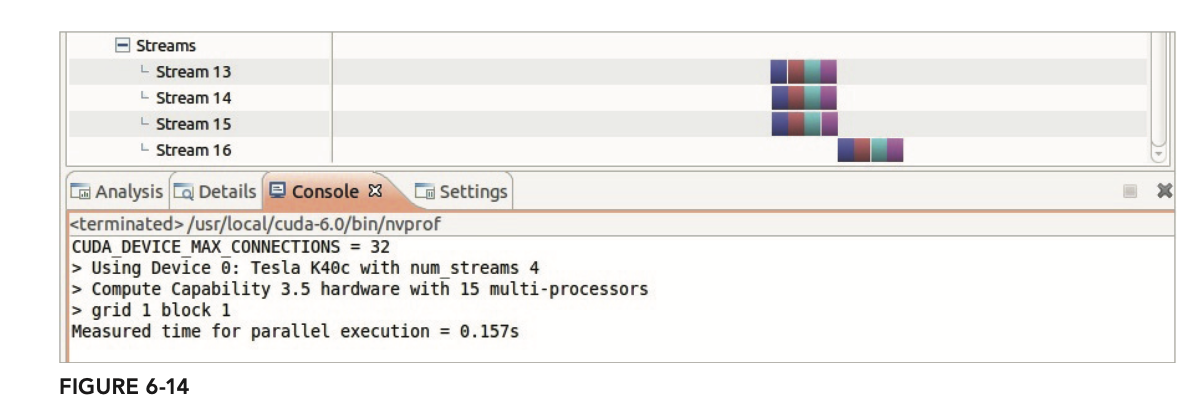 Streams
Stream 13
Stream 14
Stream 15
Stream 16
Analysis Details Console Settings
<terminated> /usr/local/cuda-6.0/bin/nvprof
CUDA_DEVICE_MAX_CONNECTIONS = 32
> Using Device 0: Tesla K40c with num_streams 4
> Compute Capability 3.5 hardware with 15 multi-processors
> grid 1 block 1
Measured time for parallel execution = 0.157s
FIGURE 6-14